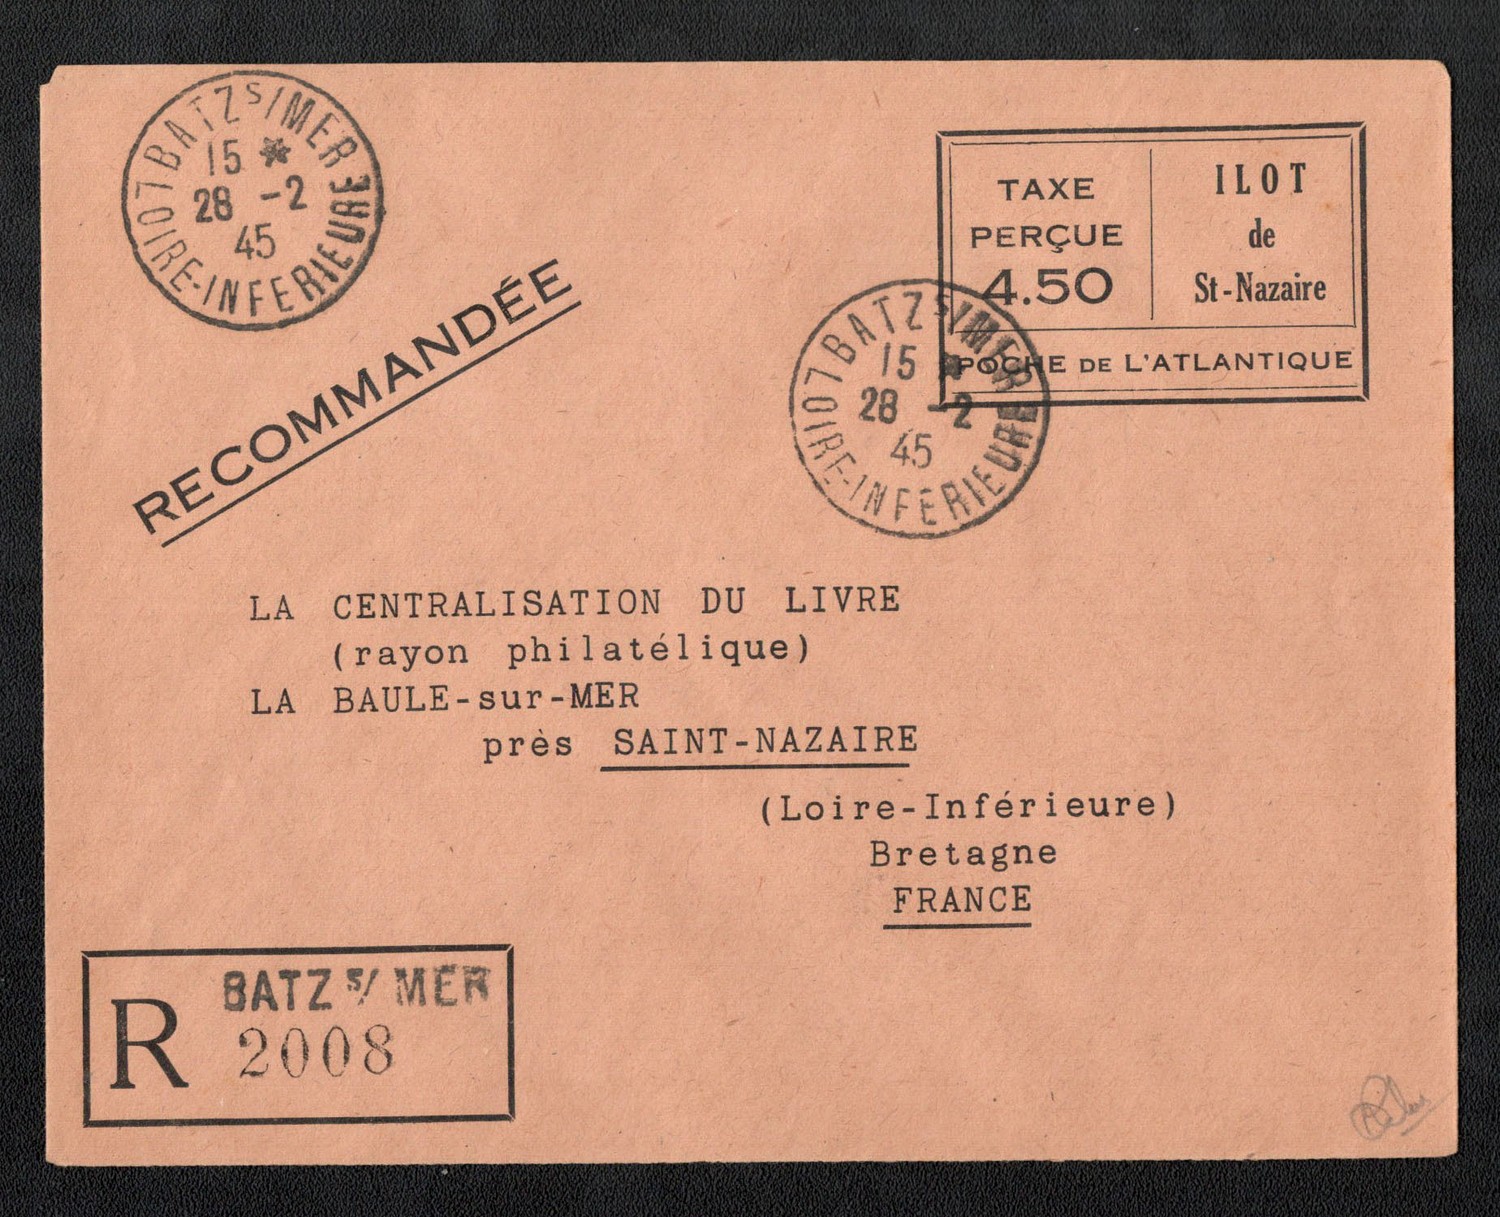 BATZ S/MER
15 *
28 -2
45
LOIRE-INFERIEURE
107
TAXE
PERÇUE
4.50
ILOT
de
St-Nazaire
POCHE DE L'ATLANTIQUE
RECOMMANDÉE
BATZ S/MER
15 *
28 -2
45
LOIRE-INFERIEURE
107
LA CENTRALISATION DU LIVRE
(rayon philatélique)
LA BAULE-sur-MER
près SAINT-NAZAIRE
(Loire-Inférieure)
Bretagne
FRANCE
R
BATZ S/ MER
2008